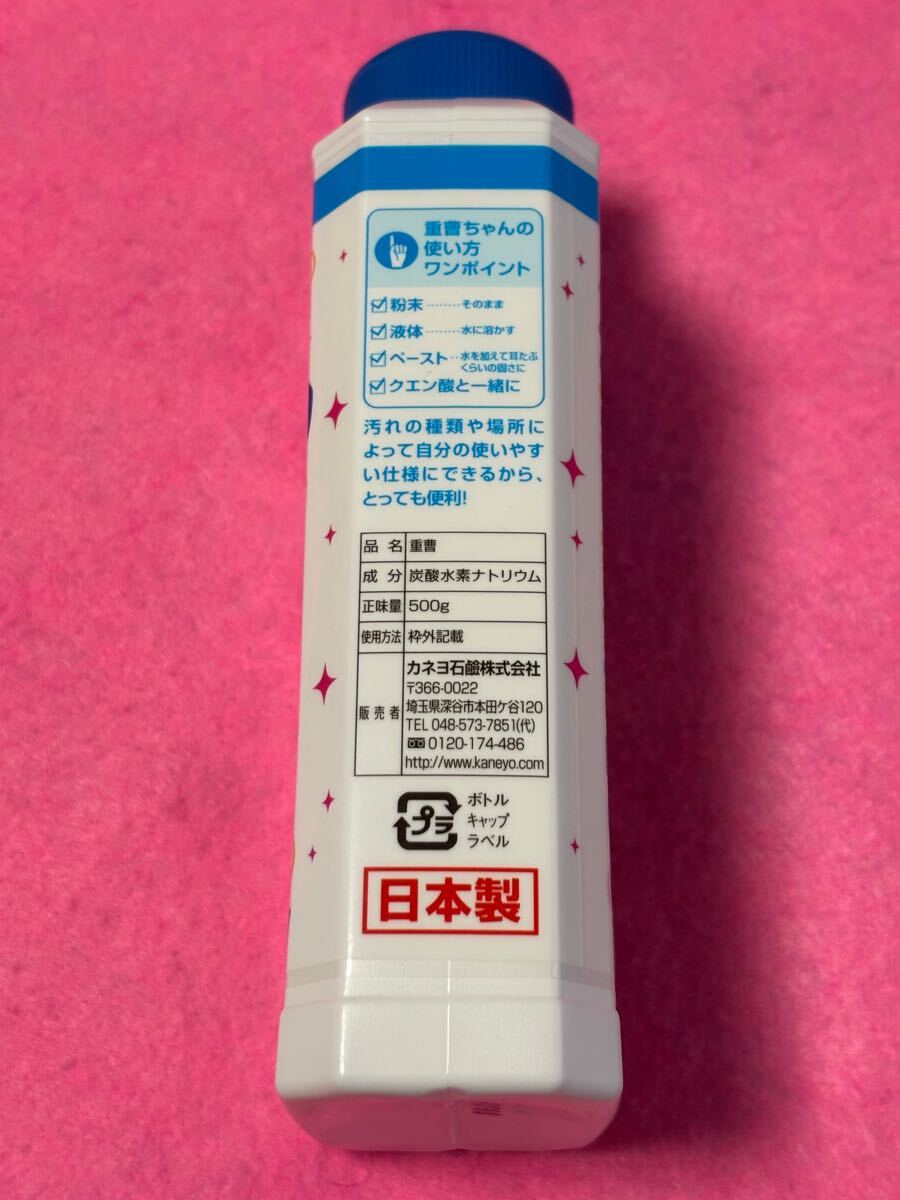 重曹ちゃんの
使い方
ワンポイント
粉末………そのまま
液体………水に溶かす
ペースト…水を加えて耳たぶ
くらいの固さに
クエン酸と一緒に
汚れの種類や場所に
よって自分の使いやす
い仕様にできるから、
とっても便利!
品名 重曹
成分 炭酸水素ナトリウム
正味量 500g
使用方法 枠外記載
販売者 カネヨ石鹸株式会社
〒366-0022
埼玉県深谷市本田ケ谷120
TEL 048-573-7851(代)
0120-174-486
http://www.kaneyo.com
プラ
ボトル
キャップ
ラベル
日本製